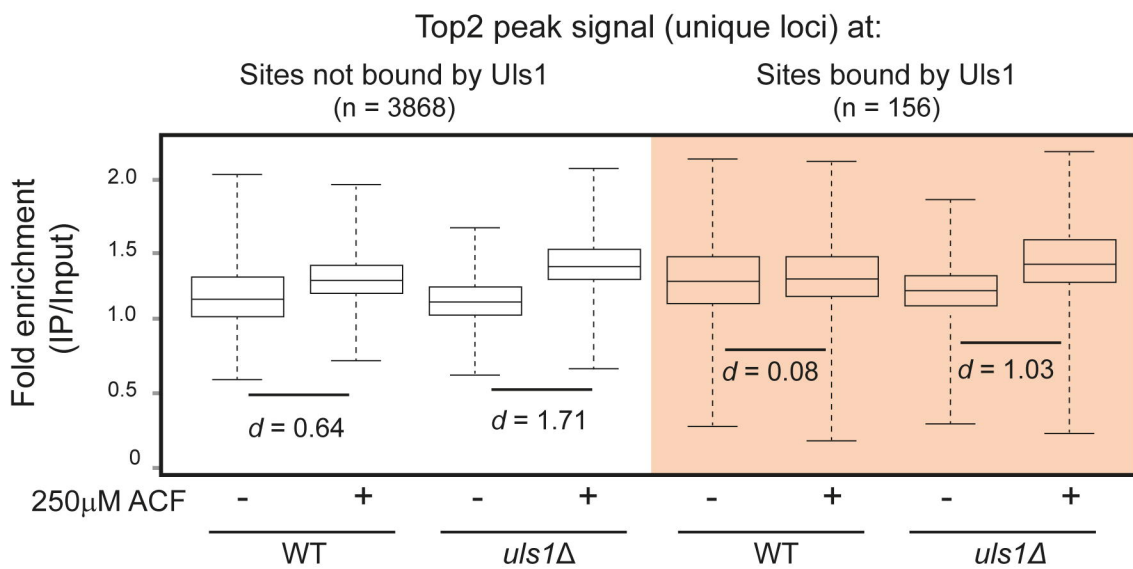 Top2 peak signal (unique loci) at:
Sites not bound by Uls1
(n = 3868)
Sites bound by Uls1
(n = 156)
Fold enrichment
(IP/Input)
2.0
1.5
1.0
0.5
0
d = 0.64
d = 1.71
d = 0.08
d = 1.03
250μM ACF - + - + - + - +
WT uls1Δ WT uls1Δ